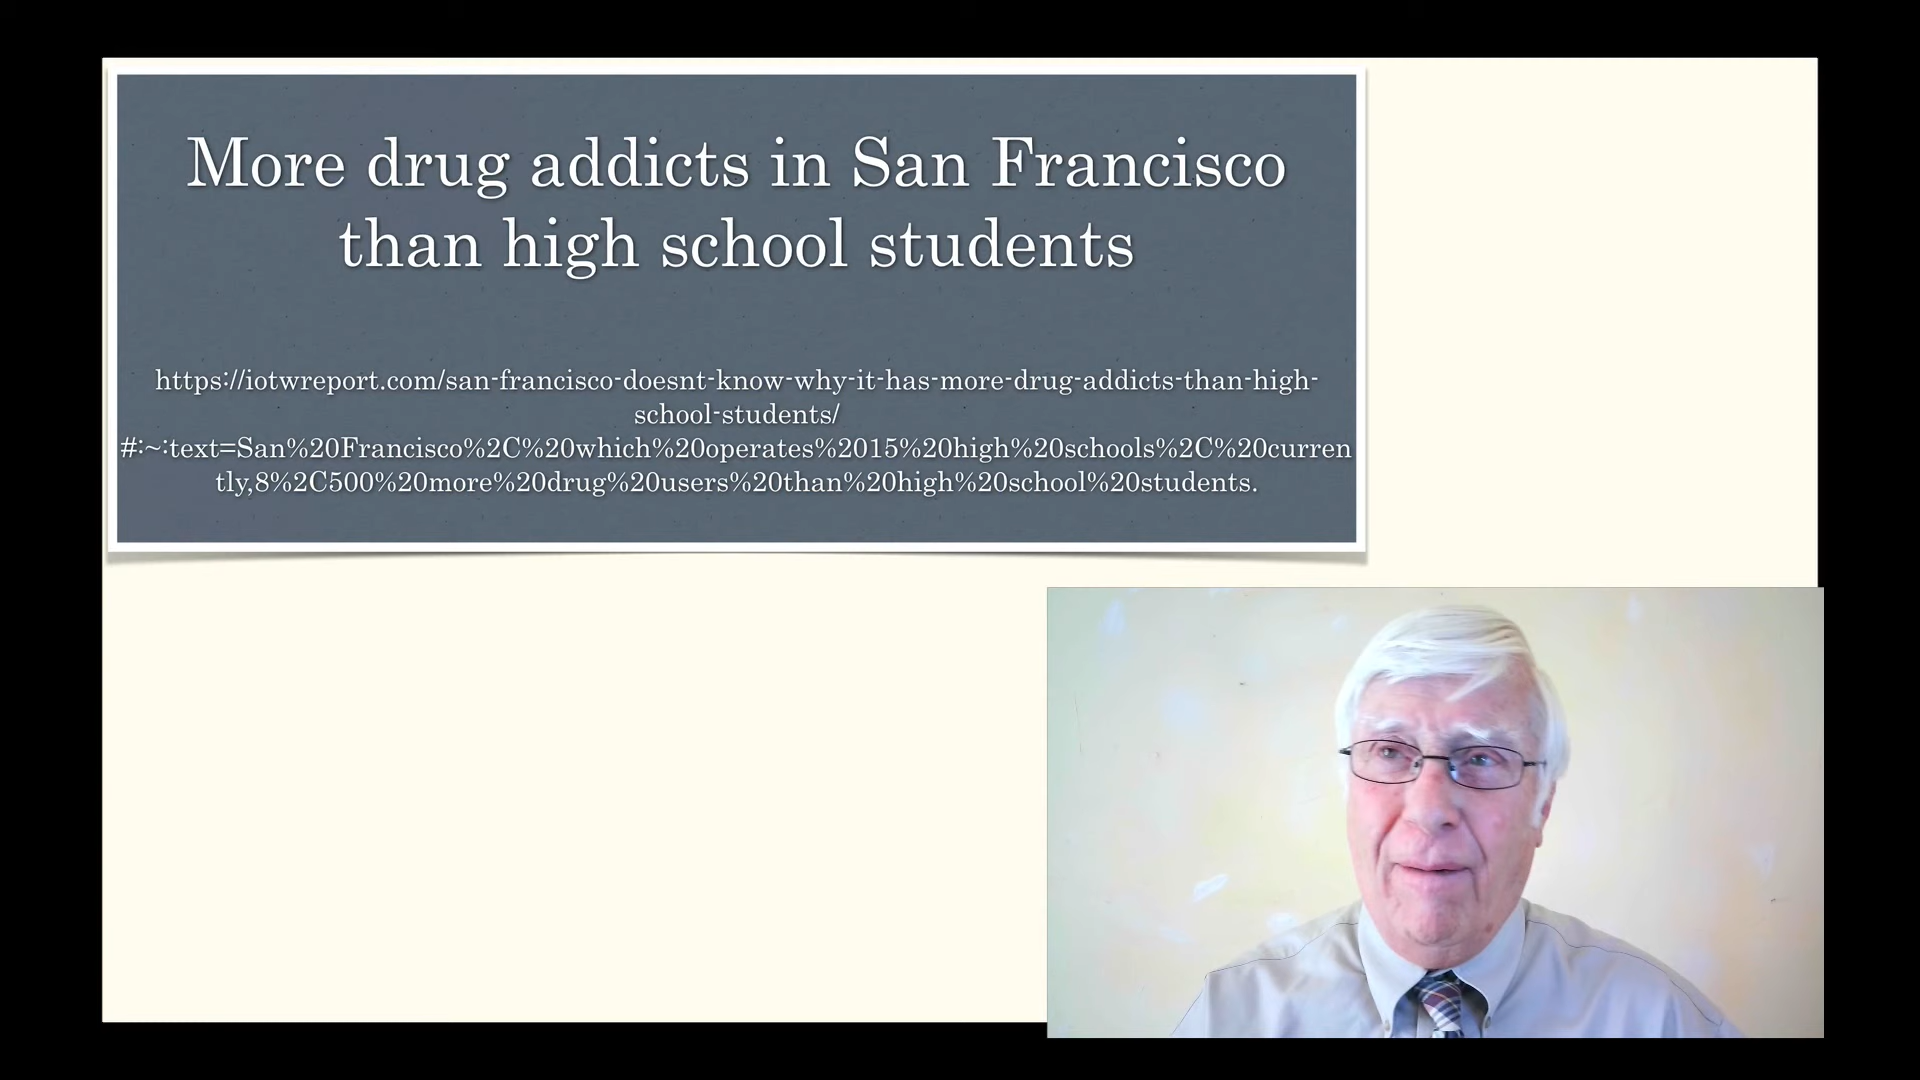 More drug addicts in San Francisco
than high school students
https://iotwreport.com/san-francisco-doesnt-know-why-it-has-more-drug-addicts-than-high-
school-students/
#:~:text=San%20Francisco%2C%20which%20operates%2015%20high%20schools%2C%20curren
tly,8%2C500%20more%20drug%20users%20than%20high%20school%20students.